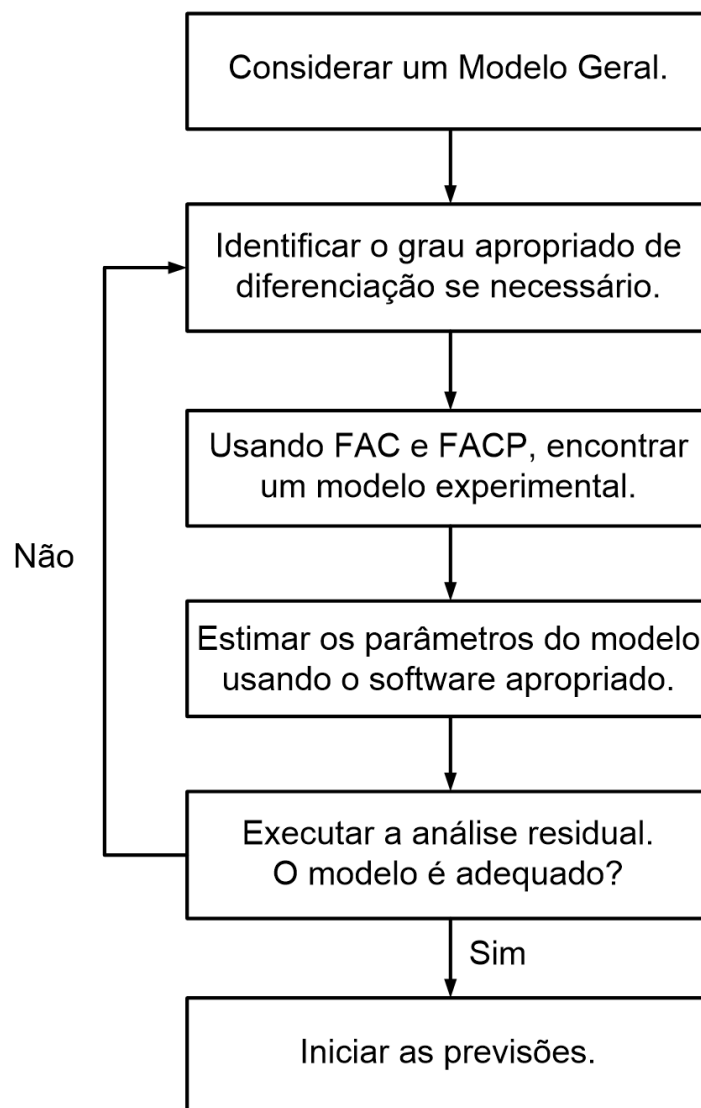 Considerar um Modelo Geral.
Identificar o grau apropriado de
diferenciação se necessário.
Usando FAC e FACP, encontrar
um modelo experimental.
Não
Estimar os parâmetros do modelo
usando o software apropriado.
Executar a análise residual.
O modelo é adequado?
Sim
Iniciar as previsões.